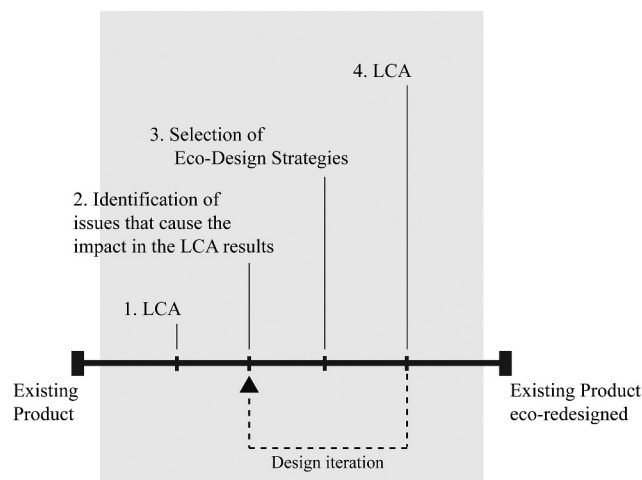 4. LCA
3. Selection of
Eco-Design Strategies
2. Identification of
issues that cause the
impact in the LCA results
1. LCA
Existing
Product
Existing Product
eco-redesigned
Design iteration